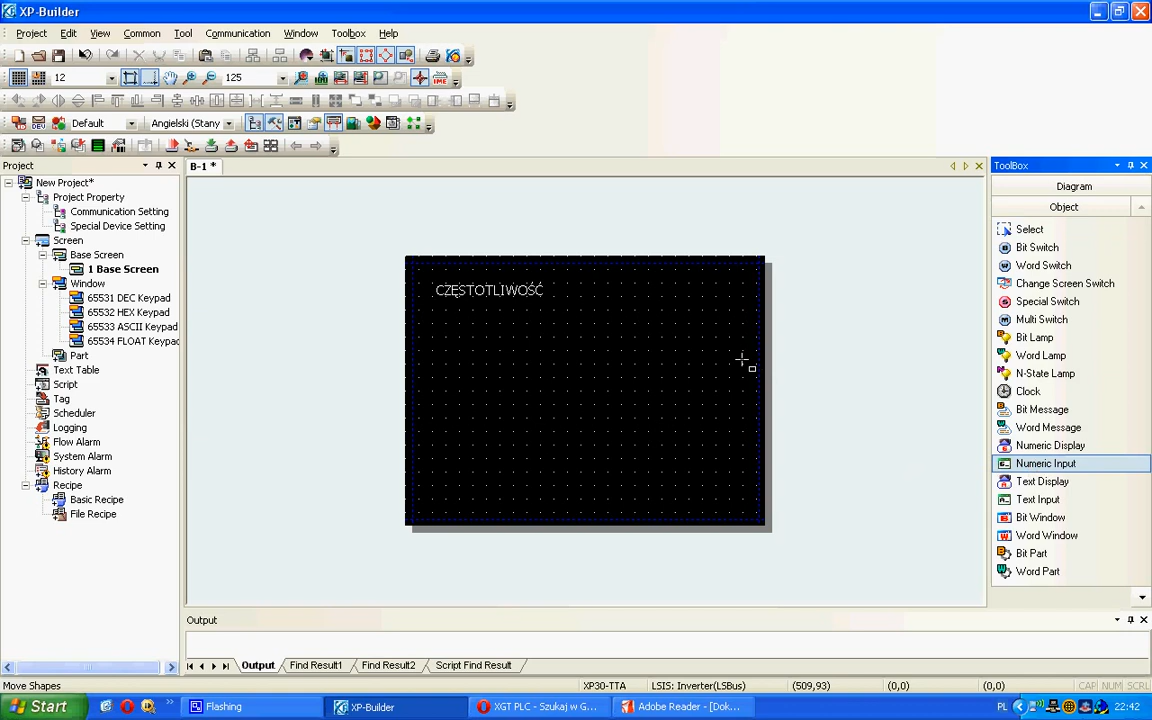 XP-Builder
Project Edit View Common Tool Communication Window Toolbox Help
12 125
Default Angielski (Stany
Project
B-1 *
ToolBox
New Project*
Project Property
Communication Setting
Special Device Setting
Screen
Base Screen
1 Base Screen
Window
65531 DEC Keypad
65532 HEX Keypad
65533 ASCII Keypad
65534 FLOAT Keypad
Part
Text Table
Script
Tag
Scheduler
Logging
Flow Alarm
System Alarm
History Alarm
Recipe
Basic Recipe
File Recipe
CZĘSTOTLIWOŚĆ
Diagram
Object
Select
Bit Switch
Word Switch
Change Screen Switch
Special Switch
Multi Switch
Bit Lamp
Word Lamp
N-State Lamp
Clock
Bit Message
Word Message
Numeric Display
Numeric Input
Text Display
Text Input
Bit Window
Word Window
Bit Part
Word Part
Output
Output Find Result1 Find Result2 Script Find Result
Move Shapes XP30-TTA LSIS: Inverter(LSBus) (509,93) (0,0) (0,0) CAP NUM SCRL
Start Flashing XP-Builder XGT PLC - Szukaj w G... Adobe Reader - [Dok... PL 22:42